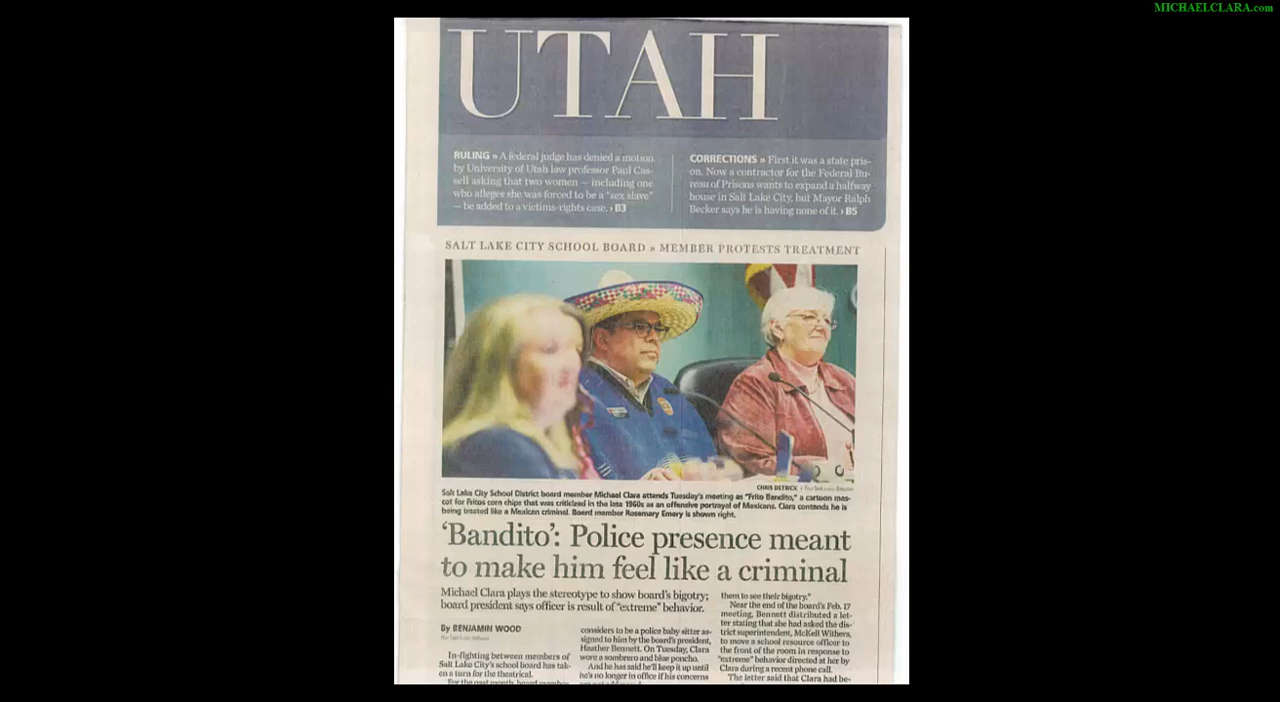 MICHAELCLARA.com
UTAH
RULING » A federal judge has denied a motion
by University of Utah law professor Paul Cas-
sell asking that two women — including one
who alleges she was forced to be a "sex slave"
— be added to a victims-rights case. › B3
CORRECTIONS » First it was a state pris-
on. Now a contractor for the Federal Bu-
reau of Prisons wants to expand a halfway
house in Salt Lake City, but Mayor Ralph
Becker says he is having none of it. › B5
SALT LAKE CITY SCHOOL BOARD » MEMBER PROTESTS TREATMENT
CHRIS DETRICK | The Salt Lake Tribune
Salt Lake City School District board member Michael Clara attends Tuesday's meeting as "Frito Bandito," a cartoon mas-
cot for Fritos corn chips that was criticized in the late 1960s as an offensive portrayal of Mexicans. Clara contends he is
being treated like a Mexican criminal. Board member Rosemary Emery is shown right.
'Bandito': Police presence meant
to make him feel like a criminal
Michael Clara plays the stereotype to show board's bigotry;
board president says officer is result of "extreme" behavior.
By BENJAMIN WOOD
The Salt Lake Tribune
In-fighting between members of
Salt Lake City's school board has tak-
en a turn for the theatrical.
For the past month, board member
considers to be a police baby sitter as-
signed to him by the board's president,
Heather Bennett. On Tuesday, Clara
wore a sombrero and blue poncho.
And he has said he'll keep it up until
he's no longer in office if his concerns
them to see their bigotry."
Near the end of the board's Feb. 17
meeting, Bennett distributed a let-
ter stating that she had asked the dis-
trict superintendent, McKell Withers,
to move a school resource officer to
the front of the room in response to
"extreme" behavior directed at her by
Clara during a recent phone call.
The letter said that Clara had be-